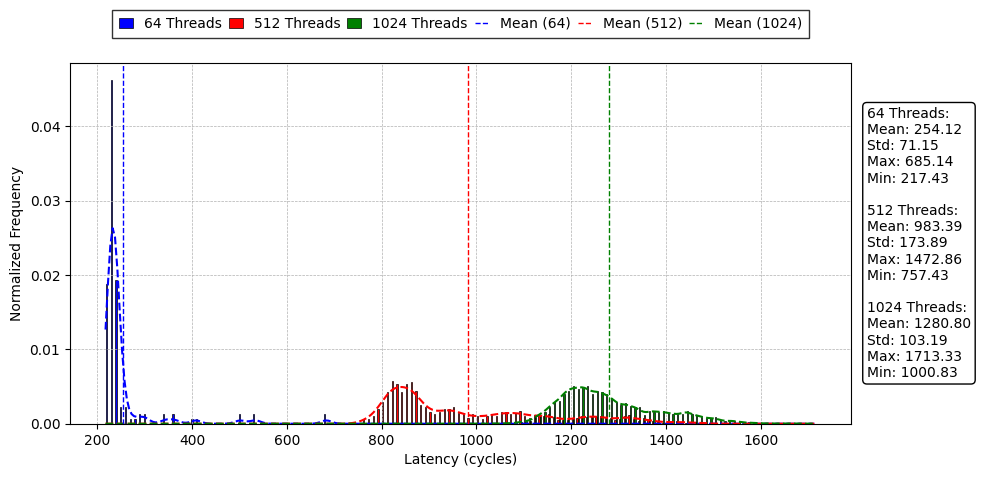 64 Threads 512 Threads 1024 Threads Mean (64) Mean (512) Mean (1024)
Normalized Frequency
0.04
0.03
0.02
0.01
0.00
200 400 600 800 1000 1200 1400 1600
Latency (cycles)
64 Threads:
Mean: 254.12
Std: 71.15
Max: 685.14
Min: 217.43
512 Threads:
Mean: 983.39
Std: 173.89
Max: 1472.86
Min: 757.43
1024 Threads:
Mean: 1280.80
Std: 103.19
Max: 1713.33
Min: 1000.83